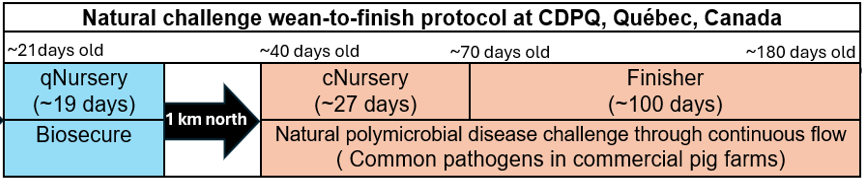 Natural challenge wean-to-finish protocol at CDPQ, Québec, Canada
~21days old
~40 days old
~70 days old
~180 days old
qNursery
(~19 days)
1 km north
cNursery
(~27 days)
Finisher
(~100 days)
Biosecure
Natural polymicrobial disease challenge through continuous flow
( Common pathogens in commercial pig farms)